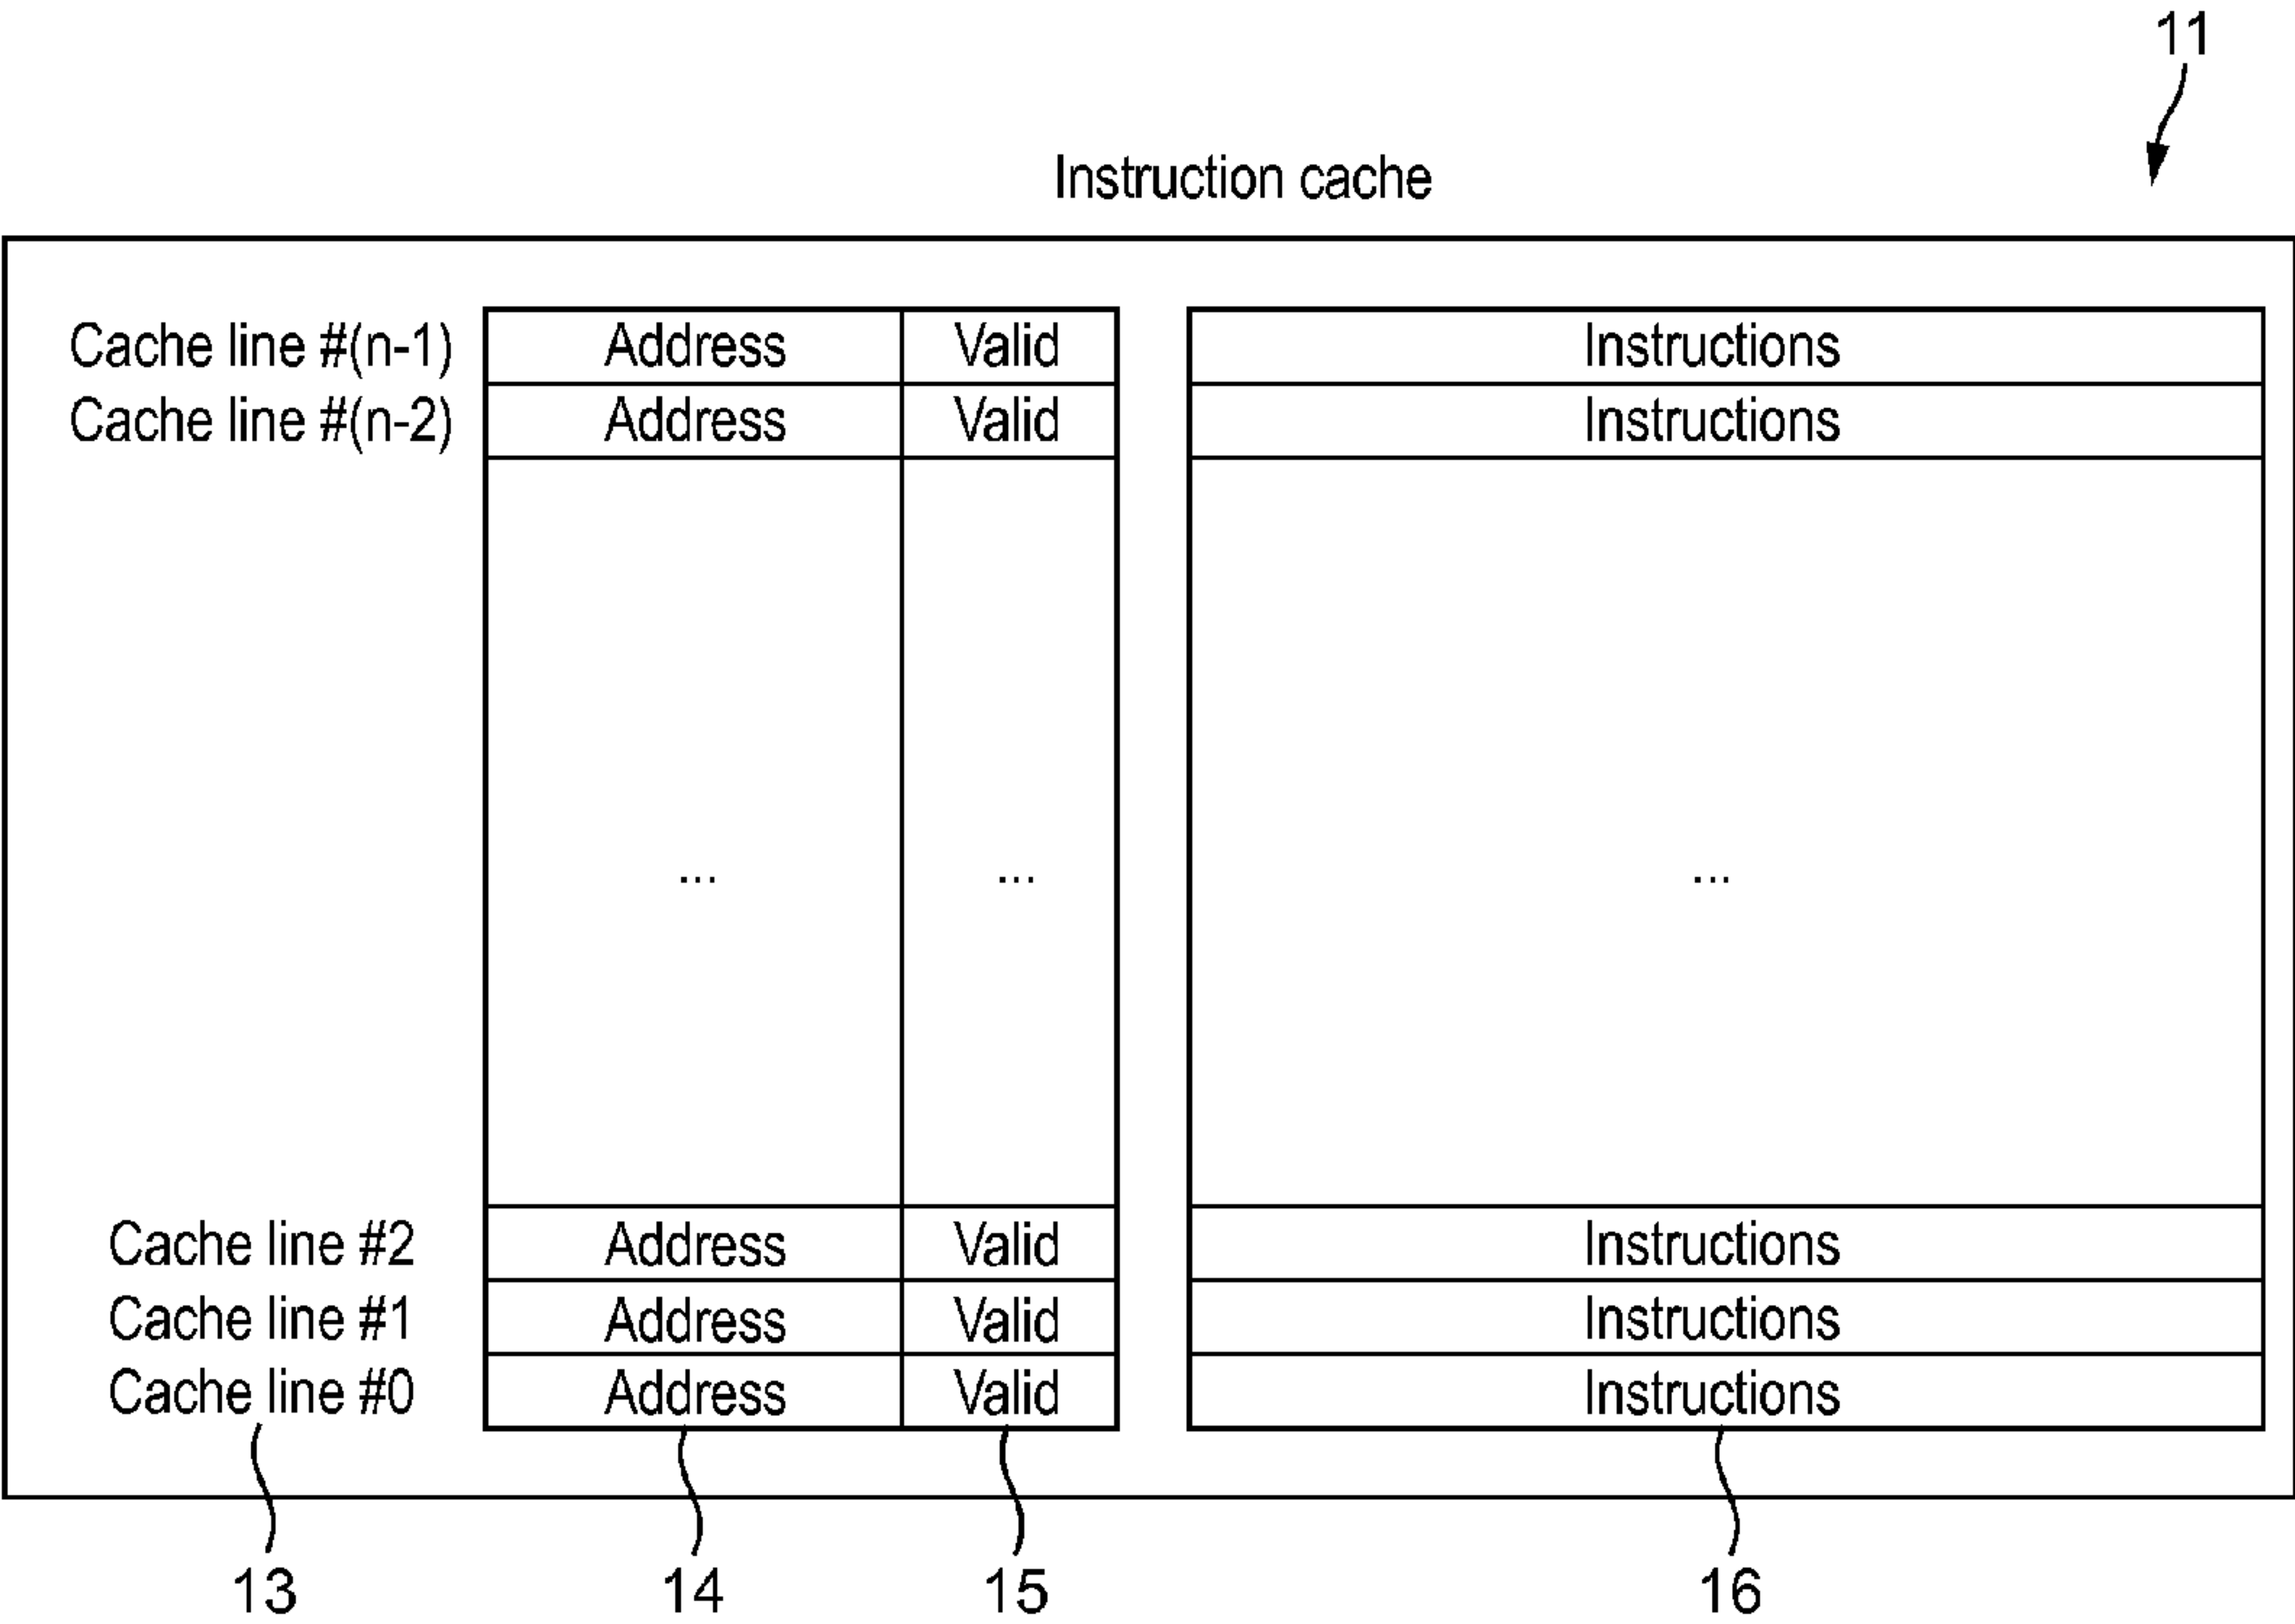 11
Instruction cache
Cache line #(n-1) Address Valid Instructions
Cache line #(n-2) Address Valid Instructions
... ... ...
Cache line #2 Address Valid Instructions
Cache line #1 Address Valid Instructions
Cache line #0 Address Valid Instructions
13 14 15 16